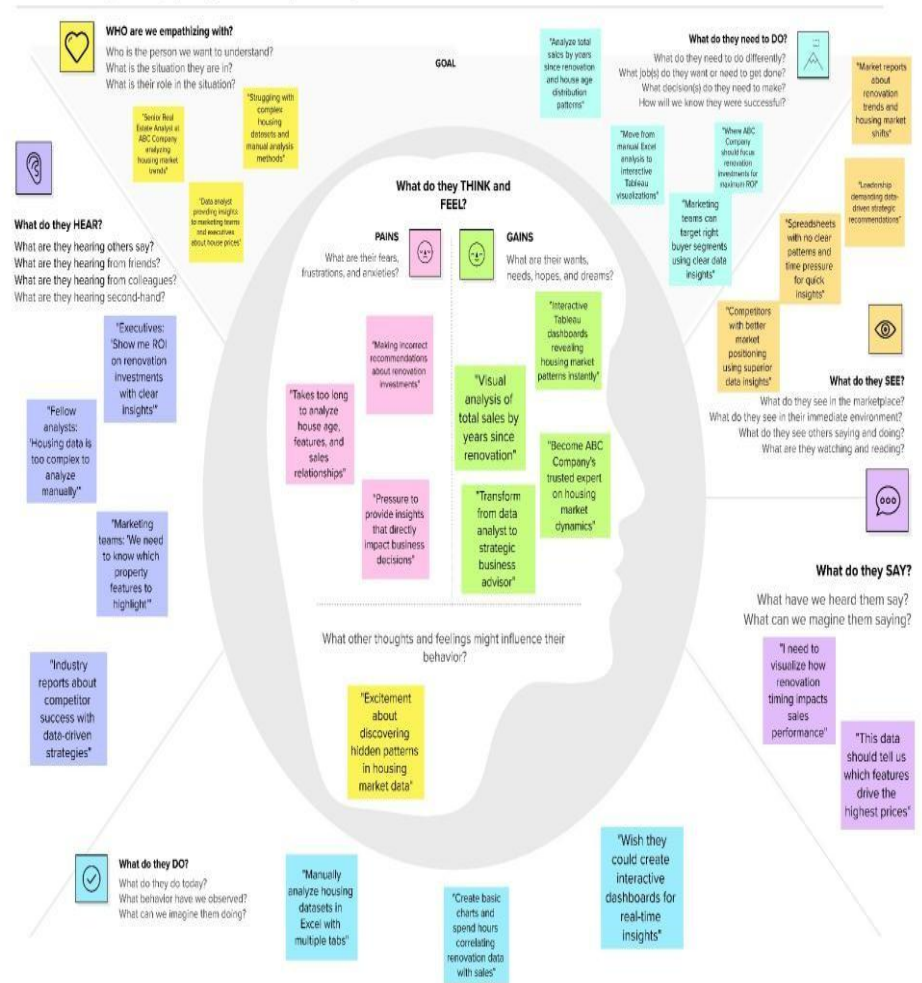 WHO are we empathizing with?
Who is the person we want to understand?
What is the situation they are in?
What is their role in the situation?
"Senior Real
Estate Analyst at
ABC Company
analyzing
housing market
trends"
"Struggling with
complex
housing
datasets and
manual analysis
methods"
"Data analyst
providing insights
to marketing teams
and executives
about house prices"
GOAL
"Analyze total
sales by years
since renovation
and house age
distribution
patterns"
What do they need to DO?
What do they need to do differently?
What job(s) do they want or need to get done?
What decision(s) do they need to make?
How will we know they were successful?
"Move from
manual Excel
analysis to
interactive
Tableau
visualizations"
"Where ABC
Company
should focus
renovation
investments for
maximum ROI"
"Marketing
teams can
target right
buyer segments
using clear data
insights"
"Market reports
about
renovation
trends and
housing market
shifts"
"Leadership
demanding data-
driven strategic
recommendations"
"Spreadsheets
with no clear
patterns and
time pressure
for quick
insights"
"Competitors
with better
market
positioning
using superior
data insights"
What do they SEE?
What do they see in the marketplace?
What do they see in their immediate environment?
What do they see others saying and doing?
What are they watching and reading?
What do they HEAR?
What are they hearing others say?
What are they hearing from friends?
What are they hearing from colleagues?
What are they hearing second-hand?
"Executives:
'Show me ROI
on renovation
investments
with clear
insights'"
"Fellow
analysts:
'Housing data is
too complex to
analyze
manually'"
"Marketing
teams: 'We need
to know which
property
features to
highlight'"
"Industry
reports about
competitor
success with
data-driven
strategies"
What do they THINK and
FEEL?
PAINS
What are their fears,
frustrations, and anxieties?
"Making incorrect
recommendations
about renovation
investments"
"Takes too long
to analyze
house age,
features, and
sales
relationships"
"Pressure to
provide insights
that directly
impact business
decisions"
GAINS
What are their wants,
needs, hopes, and dreams?
"Interactive
Tableau
dashboards
revealing
housing market
patterns instantly"
"Visual
analysis of
total sales by
years since
renovation"
"Become ABC
Company's
trusted expert
on housing
market
dynamics"
"Transform
from data
analyst to
strategic
business
advisor"
What other thoughts and feelings might influence their
behavior?
"Excitement
about
discovering
hidden patterns
in housing
market data"
What do they SAY?
What have we heard them say?
What can we magine them saying?
"I need to
visualize how
renovation
timing impacts
sales
performance"
"This data
should tell us
which features
drive the
highest prices"
What do they DO?
What do they do today?
What behavior have we observed?
What can we imagine them doing?
"Manually
analyze housing
datasets in
Excel with
multiple tabs"
"Create basic
charts and
spend hours
correlating
renovation data
with sales"
"Wish they
could create
interactive
dashboards for
real-time
insights"